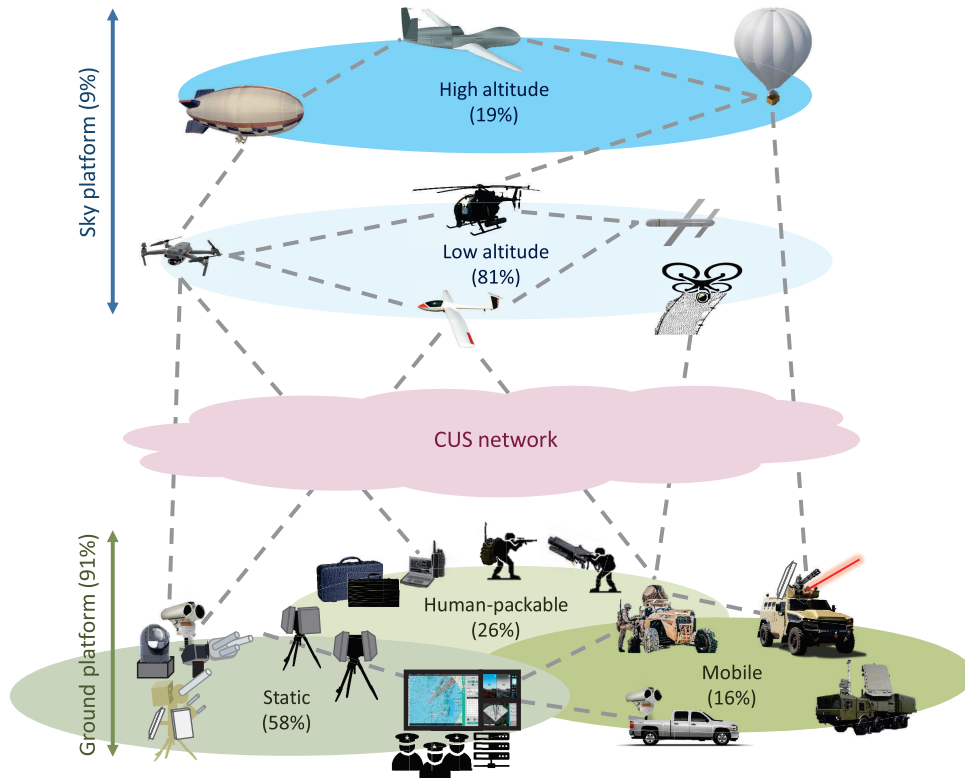 Sky platform (9%)
High altitude
(19%)
Low altitude
(81%)
CUS network
Ground platform (91%)
Human-packable
(26%)
Static
(58%)
Mobile
(16%)